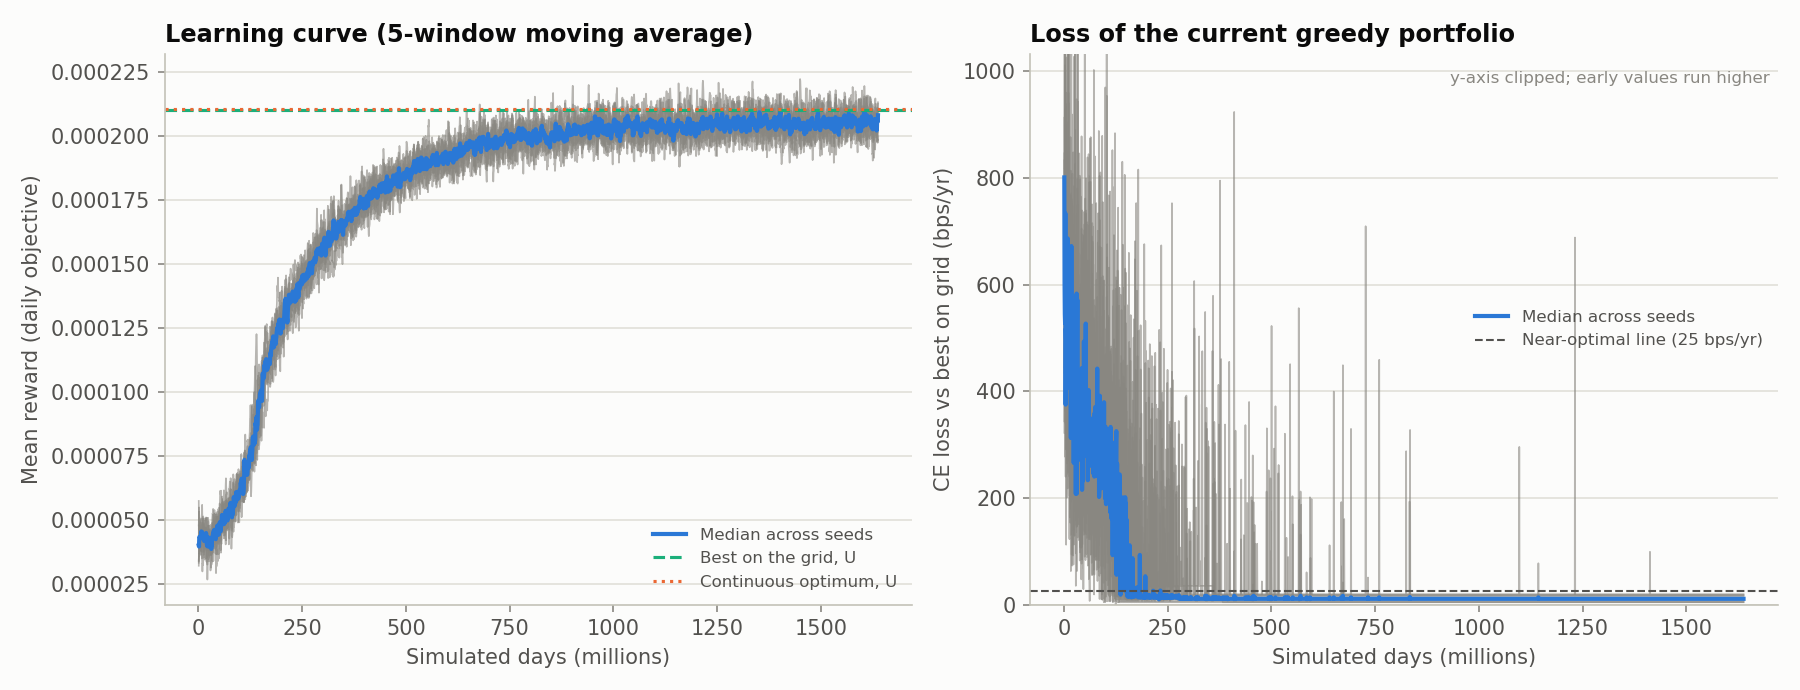 Learning curve (5-window moving average)
Mean reward (daily objective)
0.000225
0.000200
0.000175
0.000150
0.000125
0.000100
0.000075
0.000050
0.000025
Median across seeds
Best on the grid, U
Continuous optimum, U
0 250 500 750 1000 1250 1500
Simulated days (millions)
Loss of the current greedy portfolio
y-axis clipped; early values run higher
CE loss vs best on grid (bps/yr)
1000
800
600
400
200
0
Median across seeds
Near-optimal line (25 bps/yr)
0 250 500 750 1000 1250 1500
Simulated days (millions)